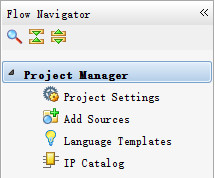 Flow Navigator
Project Manager
Project Settings
Add Sources
Language Templates
IP Catalog